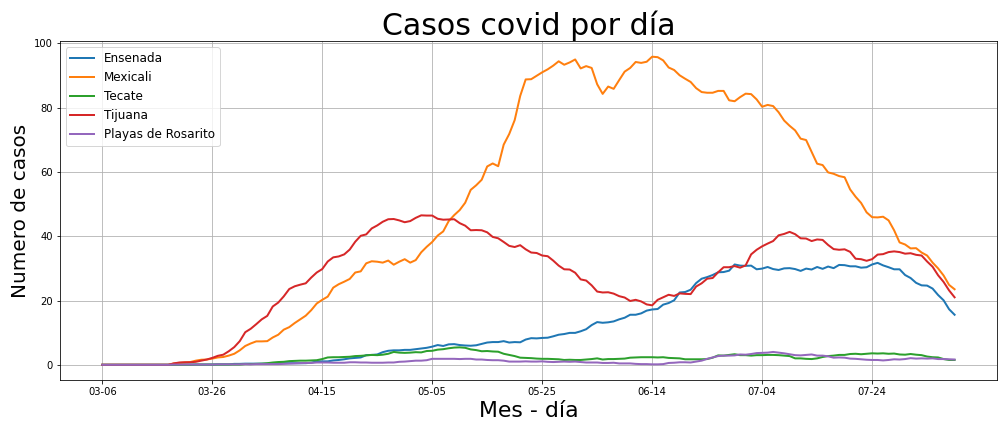 Casos covid por día
Ensenada
Mexicali
Tecate
Tijuana
Playas de Rosarito
Numero de casos
100
80
60
40
20
0
03-06
03-26
04-15
05-05
05-25
06-14
07-04
07-24
Mes - día